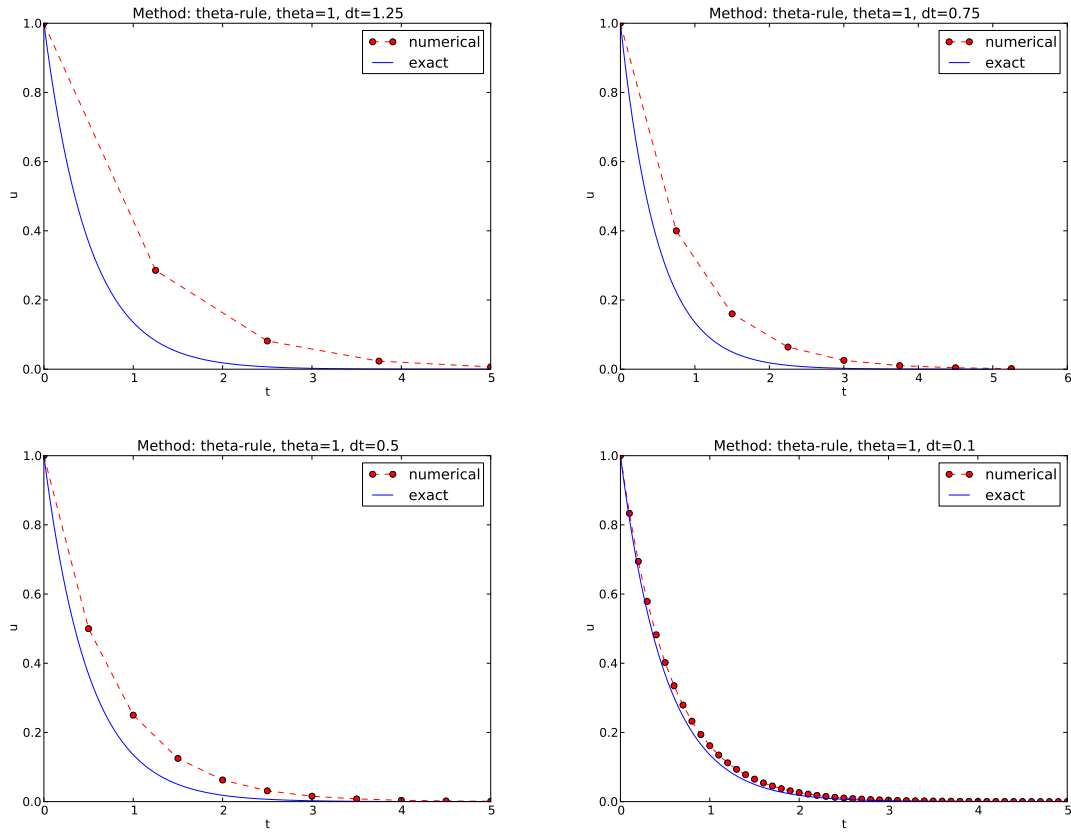 Method: theta-rule, theta=1, dt=1.25
1.0
0.8
0.6
0.4
0.2
0.0
u
numerical
exact
0 1 2 3 4 5
t
Method: theta-rule, theta=1, dt=0.75
1.0
0.8
0.6
0.4
0.2
0.0
u
numerical
exact
0 1 2 3 4 5 6
t
Method: theta-rule, theta=1, dt=0.5
1.0
0.8
0.6
0.4
0.2
0.0
u
numerical
exact
0 1 2 3 4 5
t
Method: theta-rule, theta=1, dt=0.1
1.0
0.8
0.6
0.4
0.2
0.0
u
numerical
exact
0 1 2 3 4 5
t